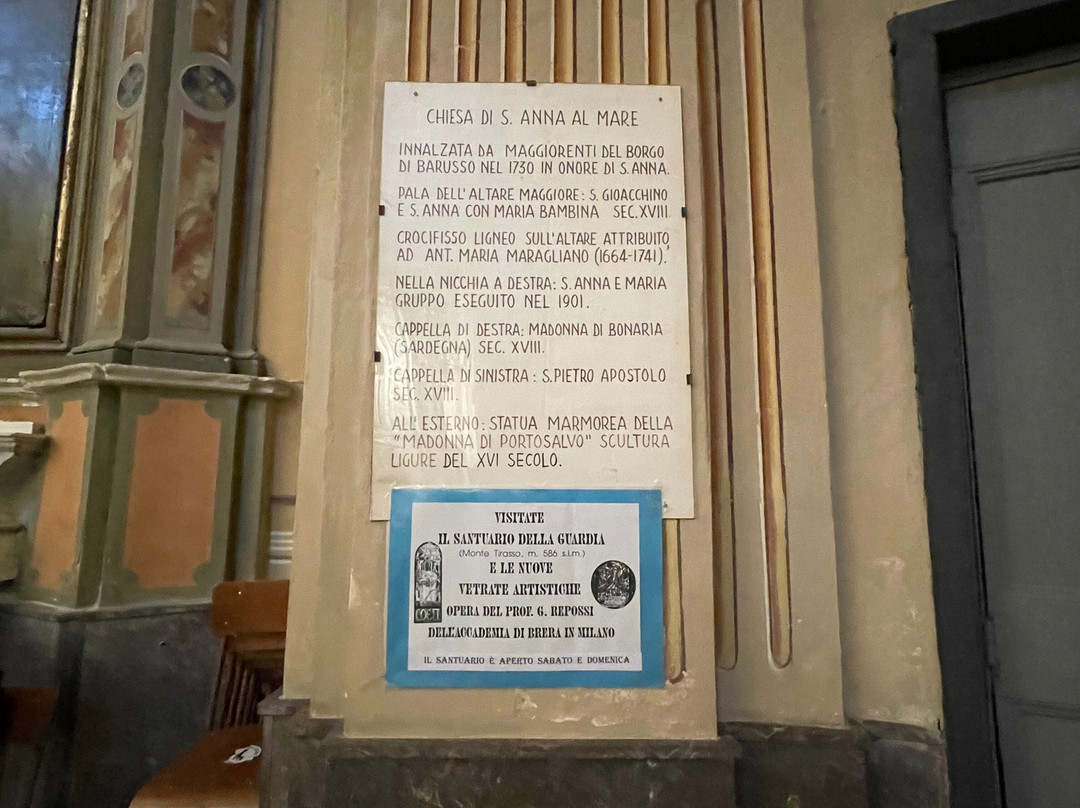 CHIESA DI S. ANNA AL MARE
INNALZATA DA MAGGIORENTI DEL BORGO
DI BARUSSO NEL 1730 IN ONORE DI S. ANNA.
PALA DELL'ALTARE MAGGIORE: S. GIOACCHINO
E S. ANNA CON MARIA BAMBINA SEC. XVIII
CROCIFISSO LIGNEO SULL'ALTARE ATTRIBUITO
AD ANT. MARIA MARAGLIANO (1664-1741).
NELLA NICCHIA A DESTRA: S. ANNA E MARIA
GRUPPO ESEGUITO NEL 1901.
CAPPELLA DI DESTRA: MADONNA DI BONARIA
(SARDEGNA) SEC. XVIII.
CAPPELLA DI SINISTRA: S. PIETRO APOSTOLO
SEC. XVIII.
ALL'ESTERNO: STATUA MARMOREA DELLA
"MADONNA DI PORTOSALVO" SCULTURA
LIGURE DEL XVI SECOLO.
VISITATE
IL SANTUARIO DELLA GUARDIA
(Monte Tirasso, m. 586 s.l.m.)
E LE NUOVE
VETRATE ARTISTICHE
OPERA DEL PROF. G. REPOSSI
DELL'ACCADEMIA DI BRERA IN MILANO
IL SANTUARIO È APERTO SABATO E DOMENICA